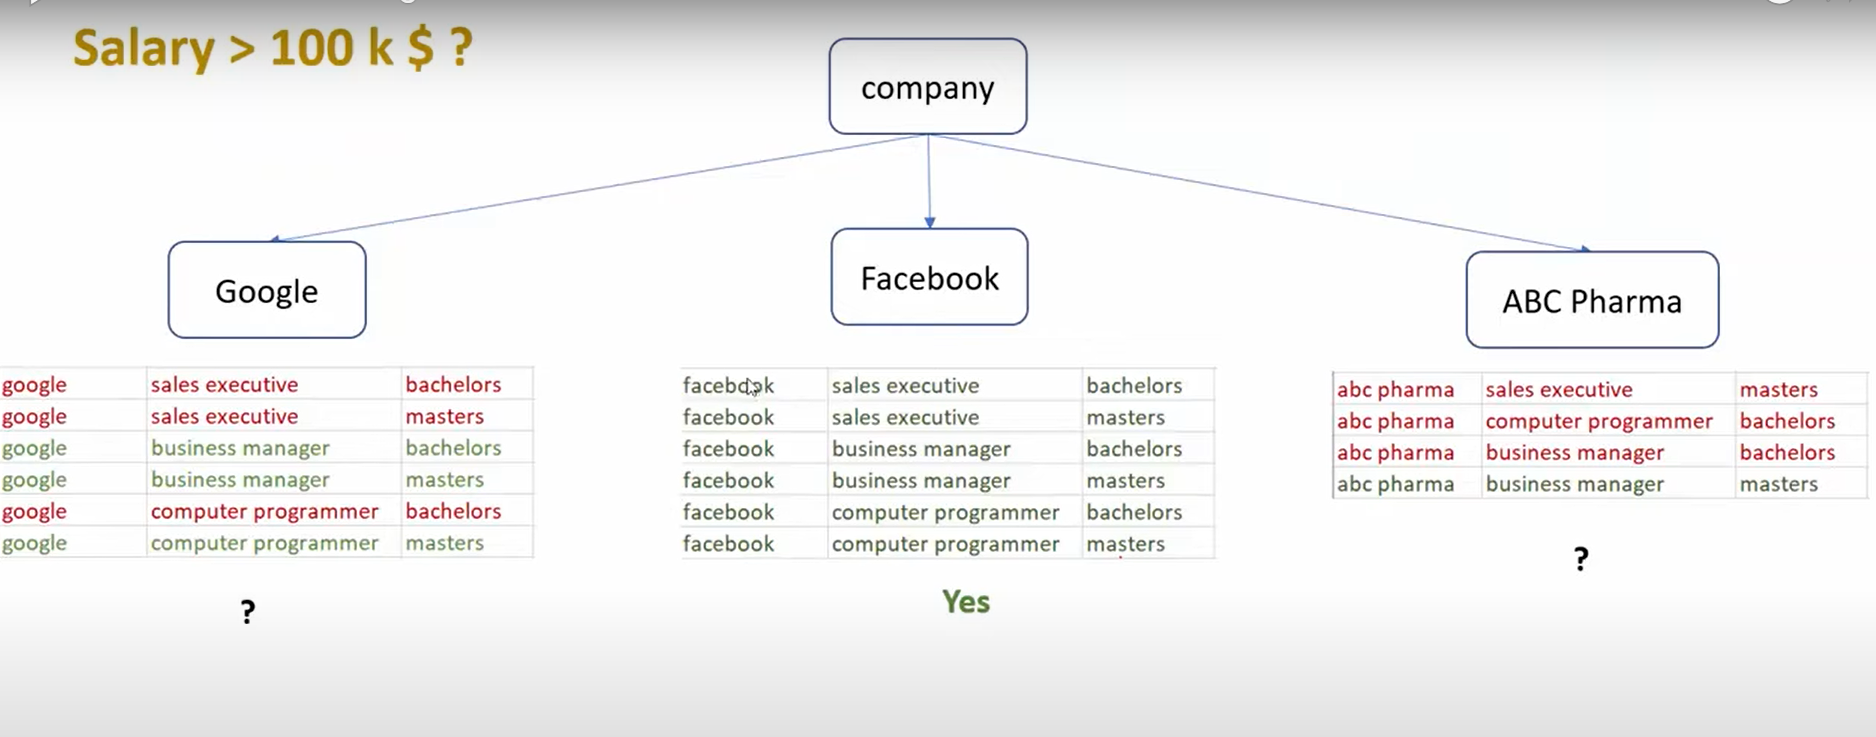 Salary > 100 k $ ?
company
Google
Facebook
ABC Pharma
google sales executive bachelors
google sales executive masters
google business manager bachelors
google business manager masters
google computer programmer bachelors
google computer programmer masters
?
facebook sales executive bachelors
facebook sales executive masters
facebook business manager bachelors
facebook business manager masters
facebook computer programmer bachelors
facebook computer programmer masters
Yes
abc pharma sales executive masters
abc pharma computer programmer bachelors
abc pharma business manager bachelors
abc pharma business manager masters
?